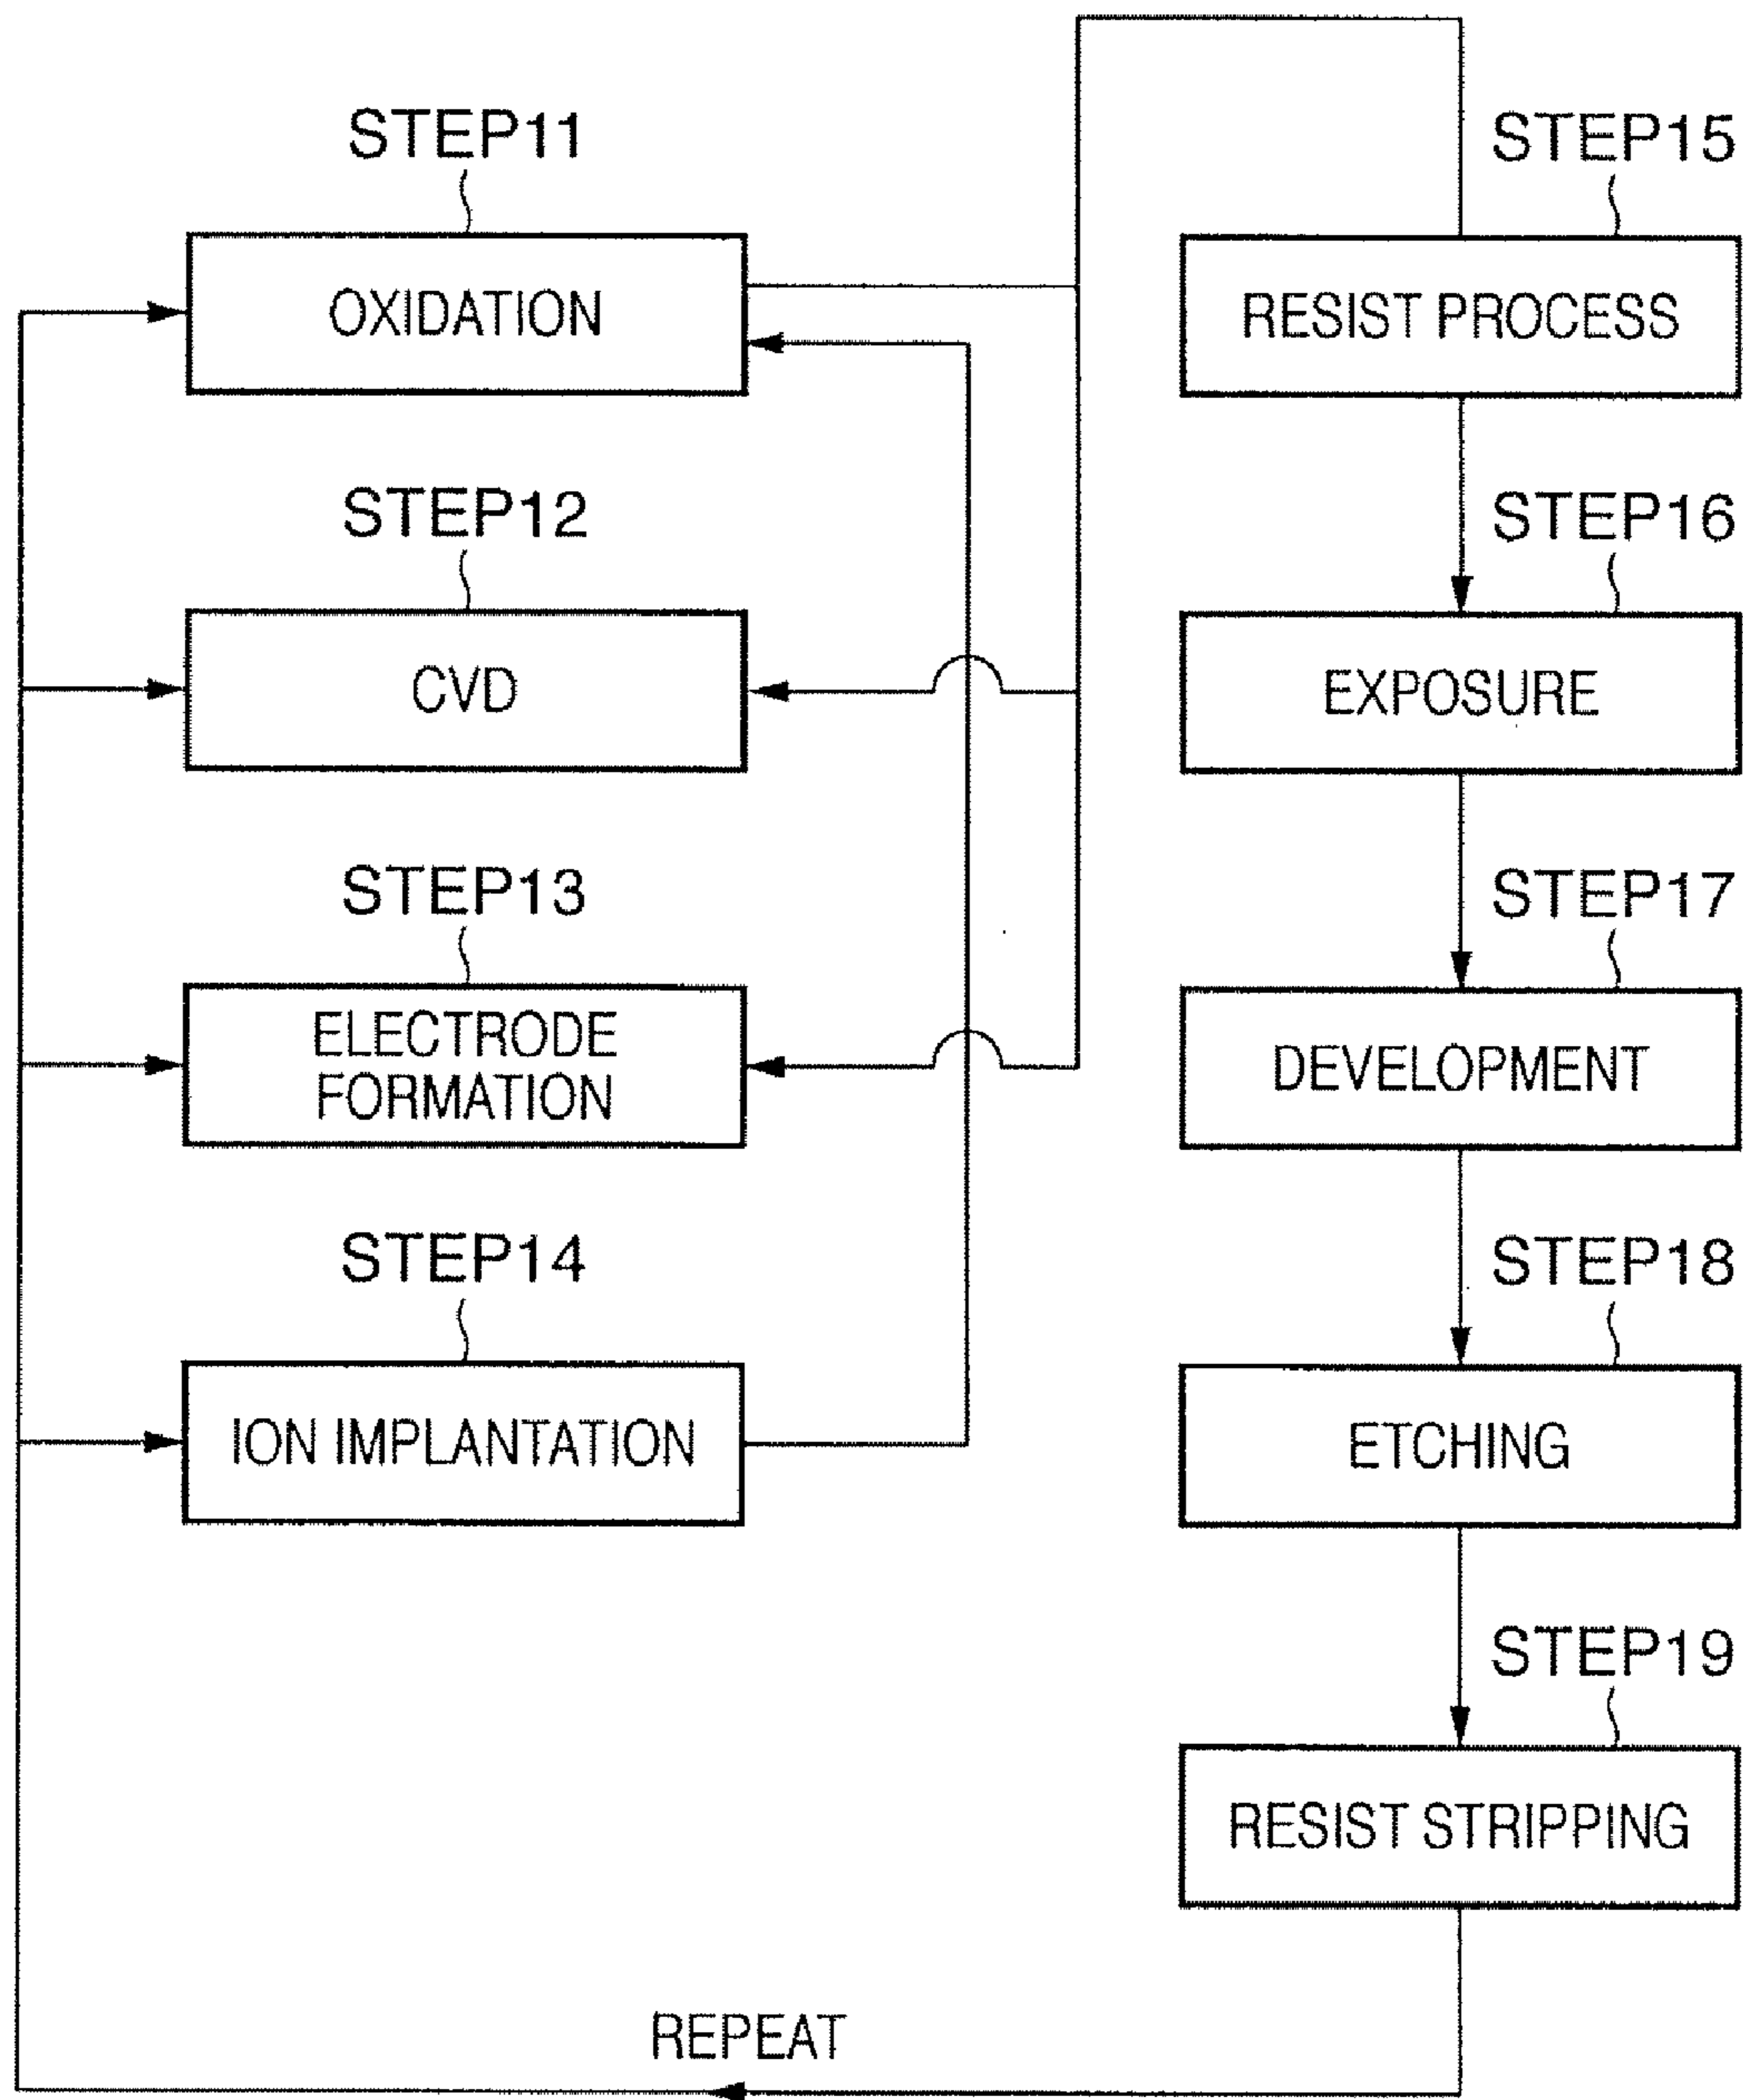 STEP11
OXIDATION
STEP12
CVD
STEP13
ELECTRODE
FORMATION
STEP14
ION IMPLANTATION
STEP15
RESIST PROCESS
STEP16
EXPOSURE
STEP17
DEVELOPMENT
STEP18
ETCHING
STEP19
RESIST STRIPPING
REPEAT